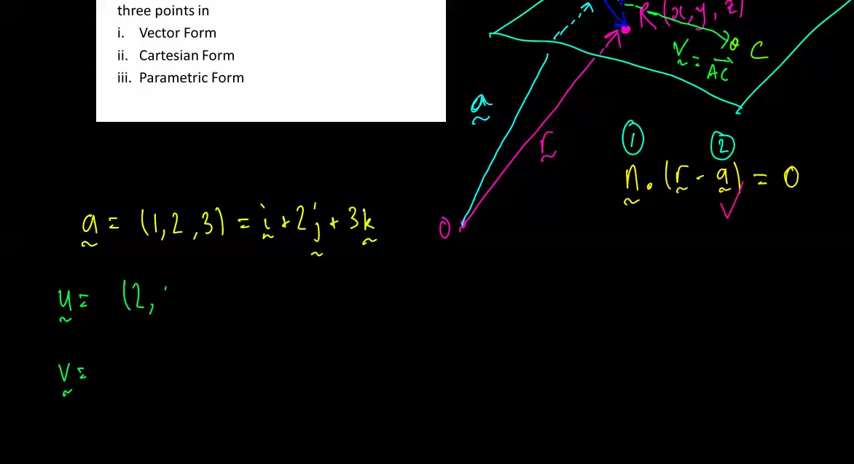 three points in
i. Vector Form
ii. Cartesian Form
iii. Parametric Form
R(x, y, z)
v = AC
C
a
r
1 2
n . (r - a) = 0
O
a = (1, 2, 3) = i + 2j + 3k
u = (2,
v =